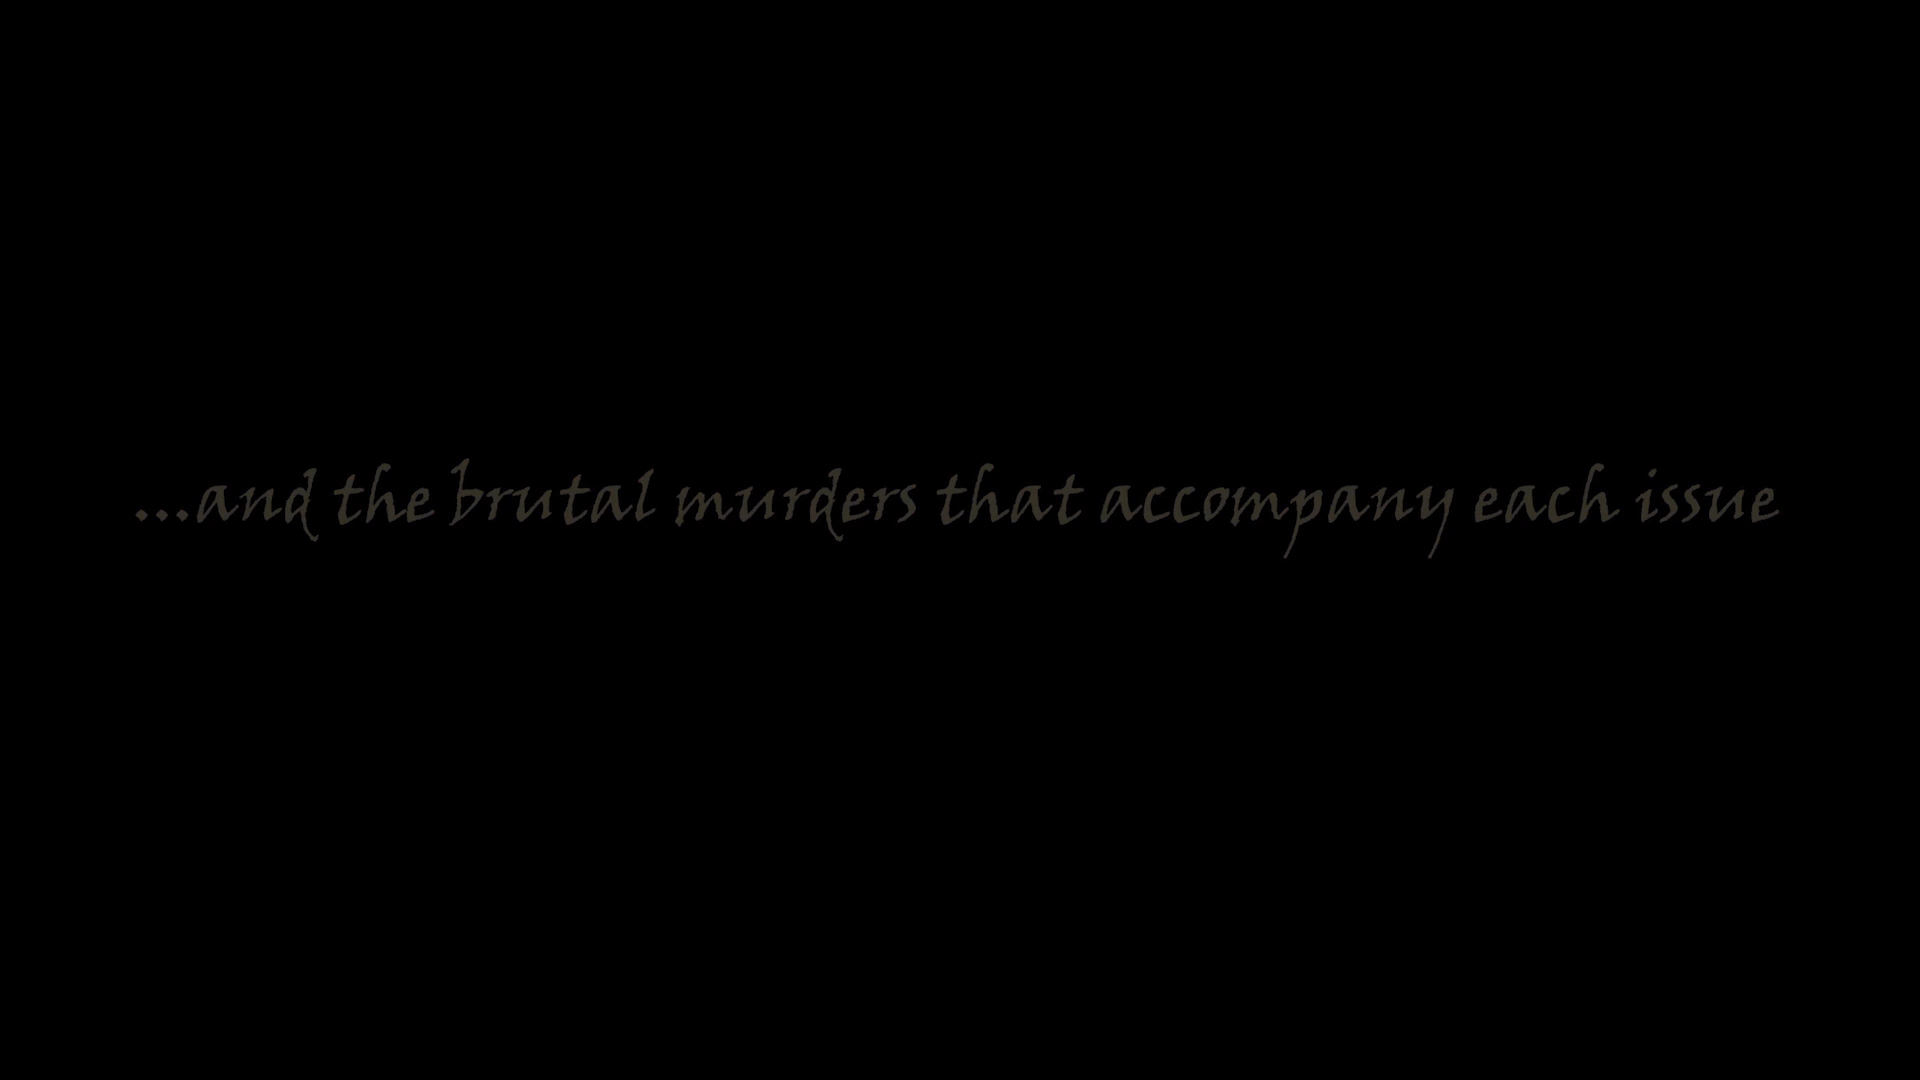 ...and the brutal murders that accompany each issue